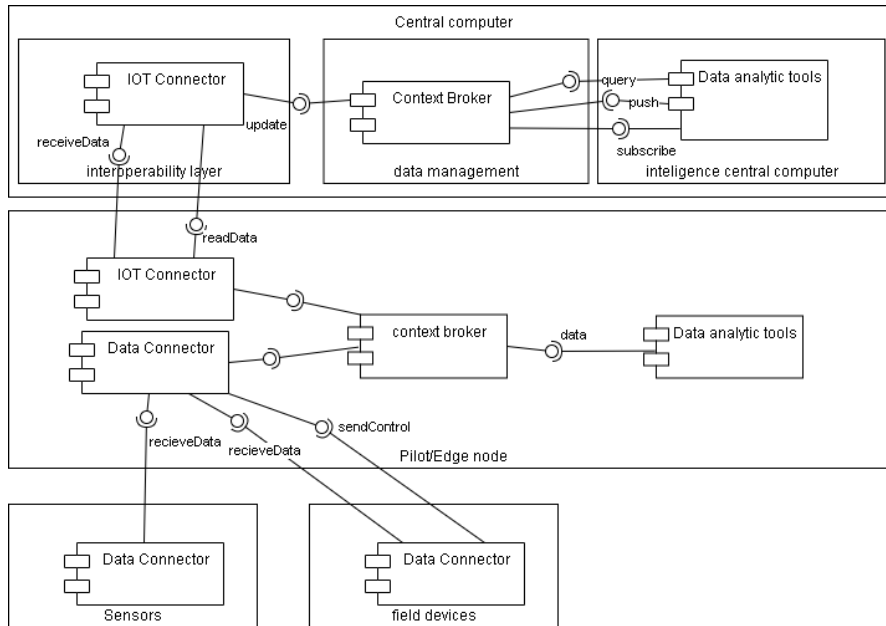 Central computer
IOT Connector
Context Broker
Data analytic tools
query
push
update
subscribe
receiveData
interoperability layer
data management
inteligence central computer
readData
IOT Connector
context broker
data
Data analytic tools
Data Connector
sendControl
recieveData
recieveData
Pilot/Edge node
Data Connector
Data Connector
Sensors
field devices